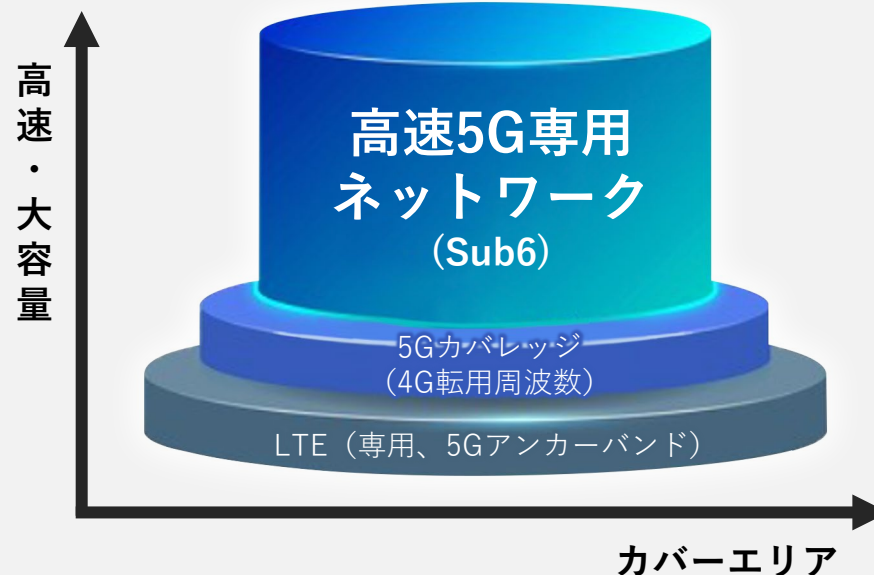 高速・大容量
高速5G専用
ネットワーク
(Sub6)
5Gカバレッジ
(4G転用周波数)
LTE（専用、5Gアンカーバンド）
カバーエリア